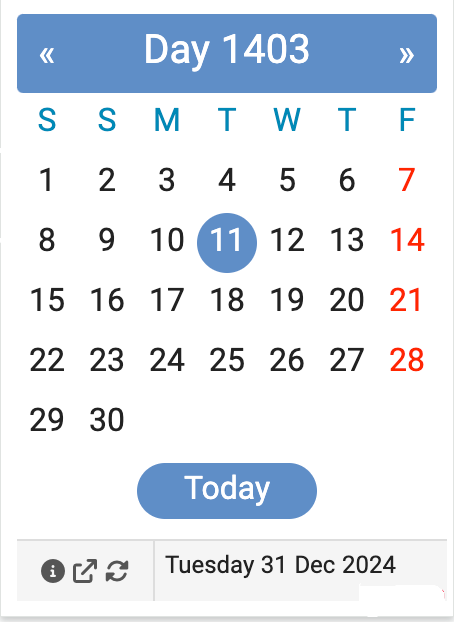 « Day 1403 »
S S M T W T F
1 2 3 4 5 6 7
8 9 10 11 12 13 14
15 16 17 18 19 20 21
22 23 24 25 26 27 28
29 30
Today
Tuesday 31 Dec 2024